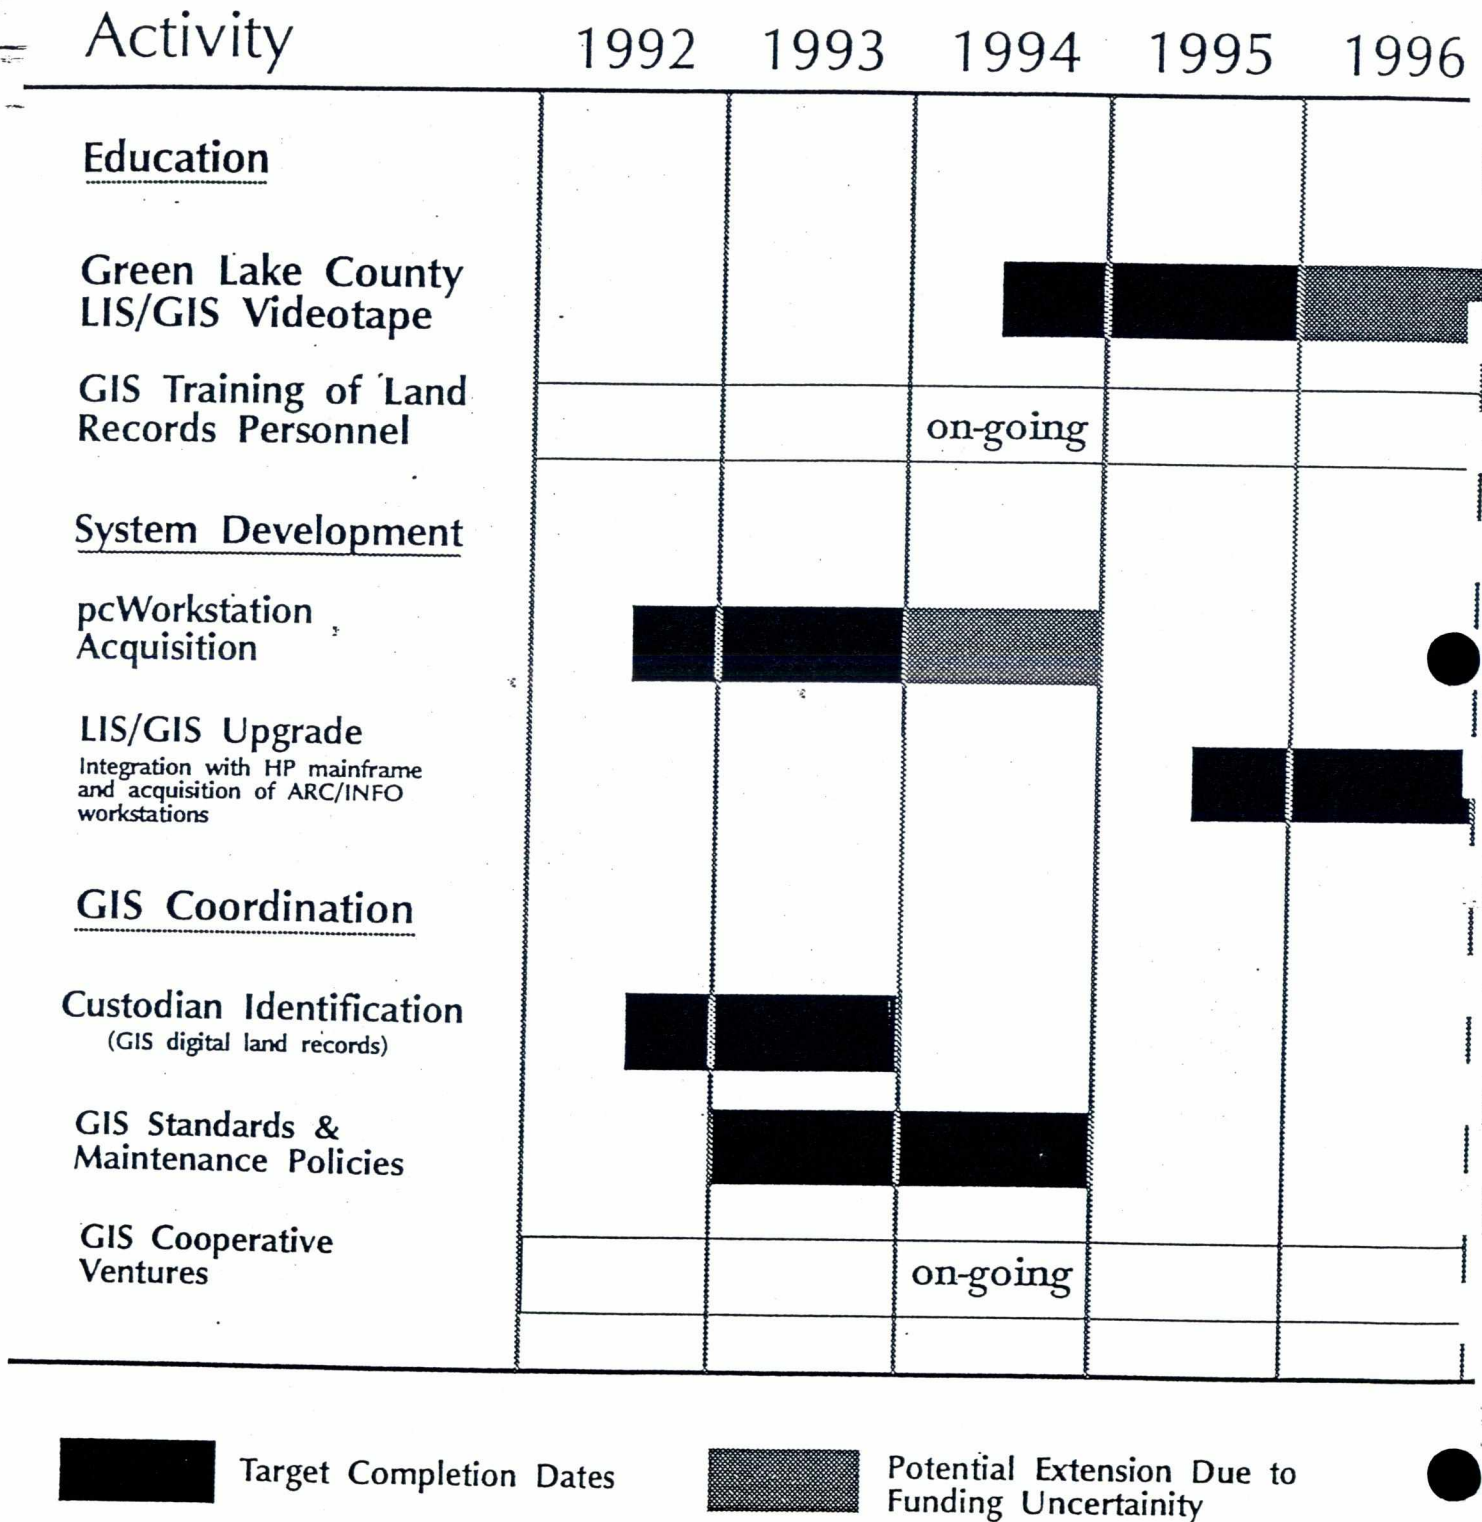 Activity 1992 1993 1994 1995 1996
Education
Green Lake County
LIS/GIS Videotape
GIS Training of Land
Records Personnel
on-going
System Development
pcWorkstation
Acquisition
LIS/GIS Upgrade
Integration with HP mainframe
and acquisition of ARC/INFO
workstations
GIS Coordination
Custodian Identification
(GIS digital land records)
GIS Standards &
Maintenance Policies
GIS Cooperative
Ventures
on-going
Target Completion Dates
Potential Extension Due to
Funding Uncertainity